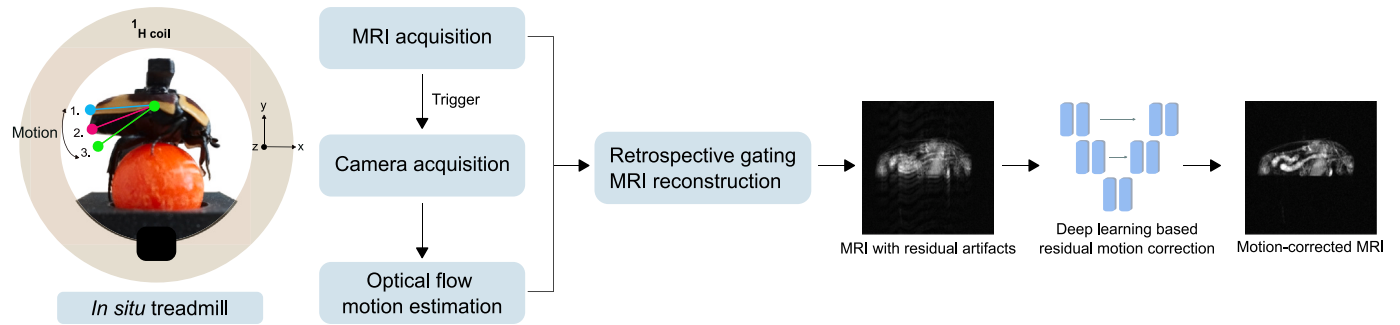 ¹H coil
Motion
1.
2.
3.
y
z
x
In situ treadmill
MRI acquisition
Trigger
Camera acquisition
Optical flow
motion estimation
Retrospective gating
MRI reconstruction
MRI with residual artifacts
Deep learning based
residual motion correction
Motion-corrected MRI